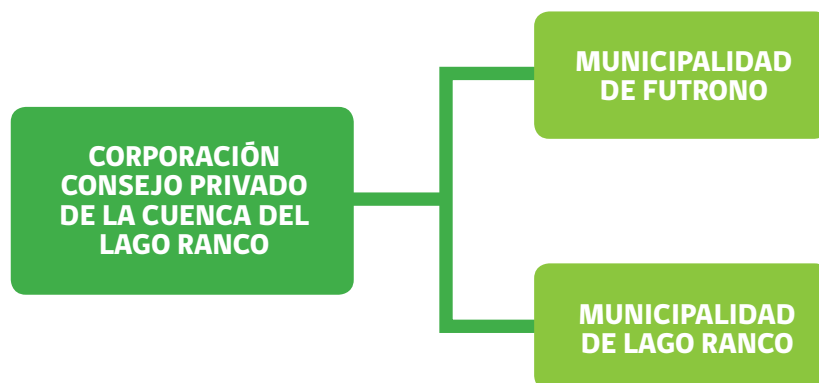 CORPORACIÓN
CONSEJO PRIVADO
DE LA CUENCA DEL
LAGO RANCO
MUNICIPALIDAD
DE FUTRONO
MUNICIPALIDAD
DE LAGO RANCO